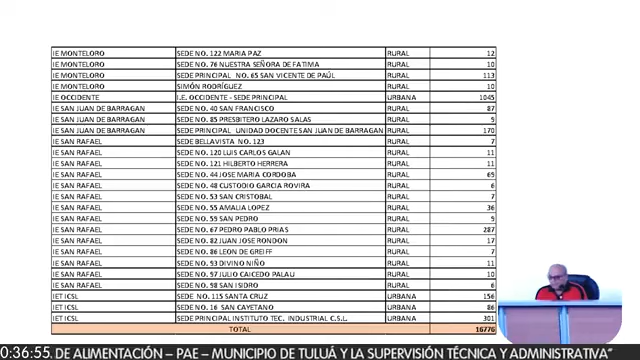 IE MONTELORO SEDE NO. 122 MARIA PAZ RURAL 12
IE MONTELORO SEDE NO. 76 NUESTRA SEÑORA DE FATIMA RURAL 10
IE MONTELORO SEDE PRINCIPAL NO. 65 SAN VICENTE DE PAÚL RURAL 113
IE MONTELORO SIMÓN RODRÍGUEZ RURAL 10
IE OCCIDENTE I.E. OCCIDENTE - SEDE PRINCIPAL URBANA 1045
IE SAN JUAN DE BARRAGAN SEDE NO. 40 SAN FRANCISCO RURAL 87
IE SAN JUAN DE BARRAGAN SEDE NO. 85 PRESBITERO LAZARO SALAS RURAL 9
IE SAN JUAN DE BARRAGAN SEDE PRINCIPAL UNIDAD DOCENTE SAN JUAN DE BARRAGAN RURAL 170
IE SAN RAFAEL SEDE BELLAVISTA NO. 123 RURAL 7
IE SAN RAFAEL SEDE NO. 120 LUIS CARLOS GALAN RURAL 11
IE SAN RAFAEL SEDE NO. 121 HILBERTO HERRERA RURAL 11
IE SAN RAFAEL SEDE NO. 44 JOSE MARIA CORDOBA RURAL 65
IE SAN RAFAEL SEDE NO. 48 CUSTODIO GARCIA ROVIRA RURAL 6
IE SAN RAFAEL SEDE NO. 53 SAN CRISTOBAL RURAL 7
IE SAN RAFAEL SEDE NO. 55 AMALIA LOPEZ RURAL 36
IE SAN RAFAEL SEDE NO. 59 SAN PEDRO RURAL 9
IE SAN RAFAEL SEDE NO. 67 PEDRO PABLO PRIAS RURAL 287
IE SAN RAFAEL SEDE NO. 82 JUAN JOSE RONDON RURAL 17
IE SAN RAFAEL SEDE NO. 86 LEON DE GREIFF RURAL 7
IE SAN RAFAEL SEDE NO. 93 DIVINO NIÑO RURAL 11
IE SAN RAFAEL SEDE NO. 97 JULIO CAICEDO PALAU RURAL 10
IE SAN RAFAEL SEDE NO. 98 SAN ISIDRO RURAL 6
IET ICSL SEDE NO. 115 SANTA CRUZ URBANA 156
IET ICSL SEDE NO. 16 SAN CAYETANO URBANA 86
IET ICSL SEDE PRINCIPAL INSTITUTO TEC. INDUSTRIAL C.S.L. URBANA 301
TOTAL 16776
0:36:55. DE ALIMENTACIÓN – PAE – MUNICIPIO DE TULUÁ Y LA SUPERVISIÓN TÉCNICA Y ADMINISTRATIVA"